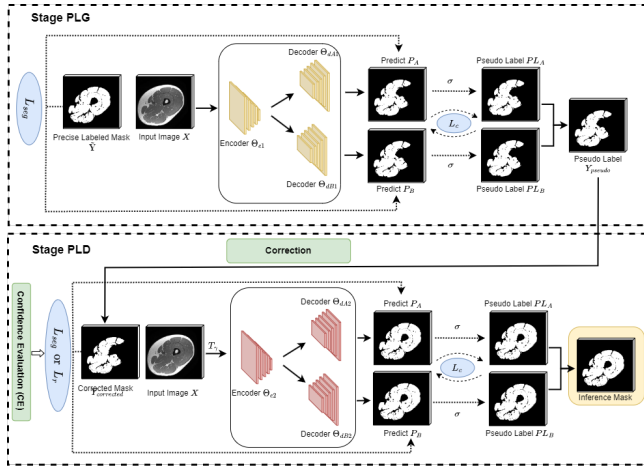 Stage PLG
L_seg
Precise Labeled Mask
Ỹ
Input Image X
Encoder Θ_d1
Decoder Θ_dA1
Decoder Θ_dB1
Predict P_A
σ
Pseudo Label PL_A
L_c
Predict P_B
σ
Pseudo Label PL_B
Pseudo Label
Y_pseudo
Stage PLD
Correction
Confidence Evaluation (CE)
L_seg or L_r
Corrected Mask
Y_corrected
Input Image X
T_γ
Encoder Θ_e2
Decoder Θ_dA2
Decoder Θ_dB2
Predict P_A
σ
Pseudo Label PL_A
L_c
Predict P_B
σ
Pseudo Label PL_B
Inference Mask